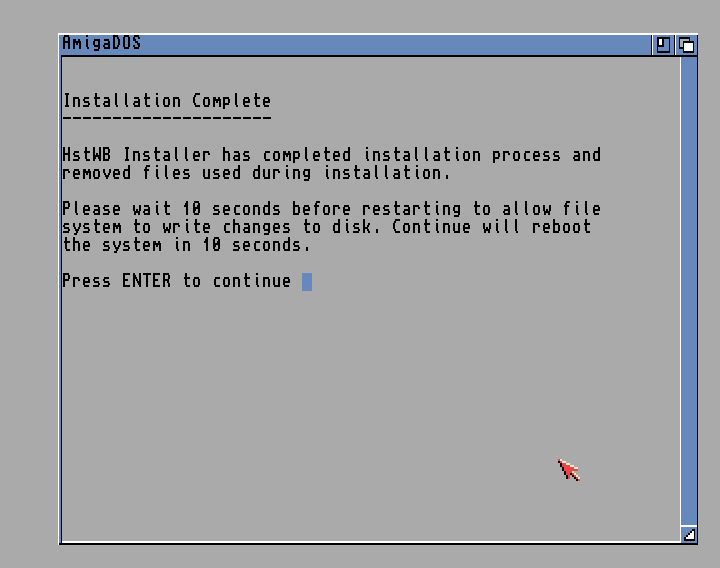 AmigaDOS
Installation Complete
---------------------
HstWB Installer has completed installation process and
removed files used during installation.
Please wait 10 seconds before restarting to allow file
system to write changes to disk. Continue will reboot
the system in 10 seconds.
Press ENTER to continue